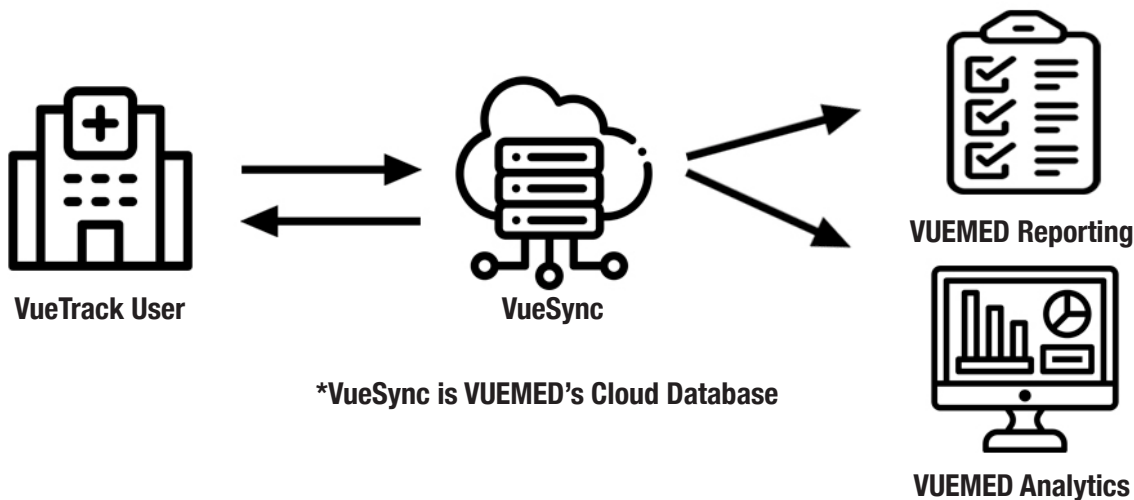 VueTrack User
VueSync
*VueSync is VUEMED’s Cloud Database
VUEMED Reporting
VUEMED Analytics